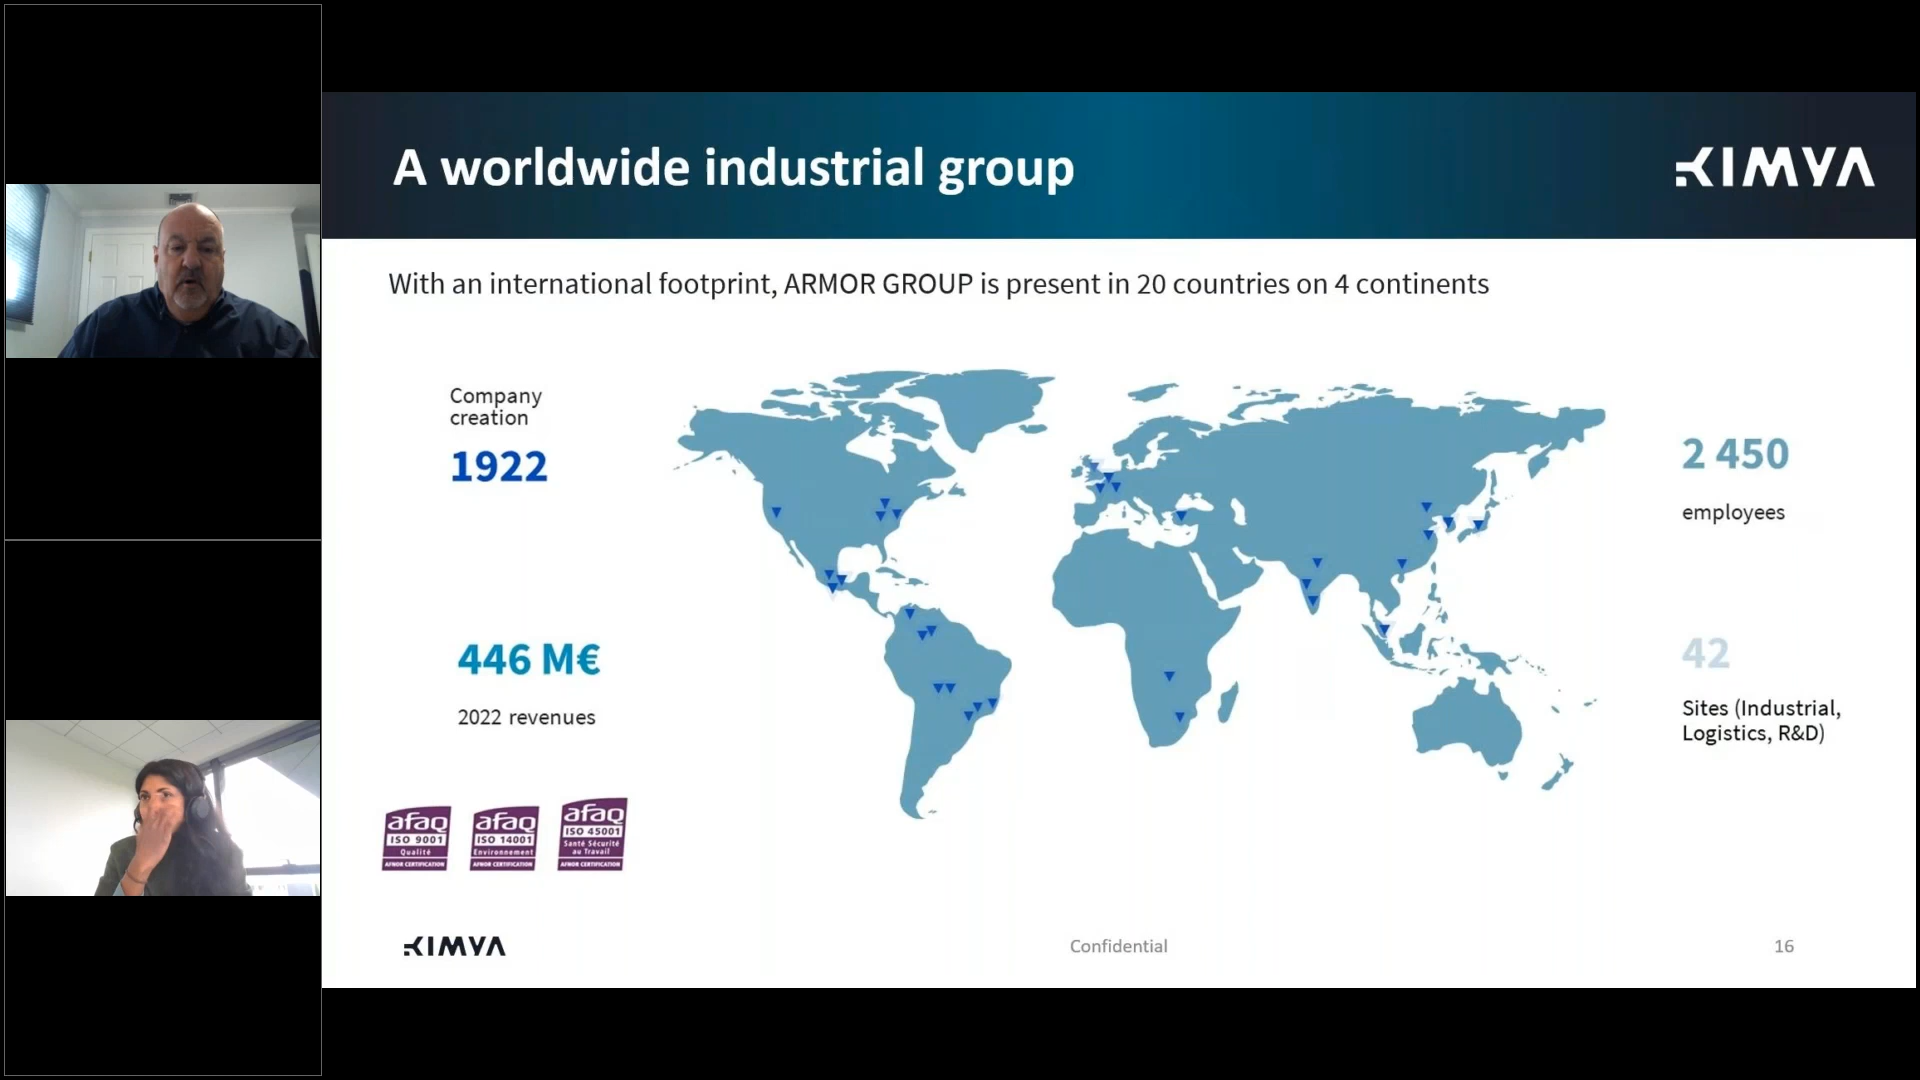 A worldwide industrial group
KIMYA
With an international footprint, ARMOR GROUP is present in 20 countries on 4 continents
Company
creation
1922
446 M€
2022 revenues
2 450
employees
42
Sites (Industrial,
Logistics, R&D)
afaq
ISO 9001
Qualité
AFNOR CERTIFICATION
afaq
ISO 14001
Environnement
AFNOR CERTIFICATION
afaq
ISO 45001
Santé Sécurité
au Travail
AFNOR CERTIFICATION
KIMYA
Confidential
16